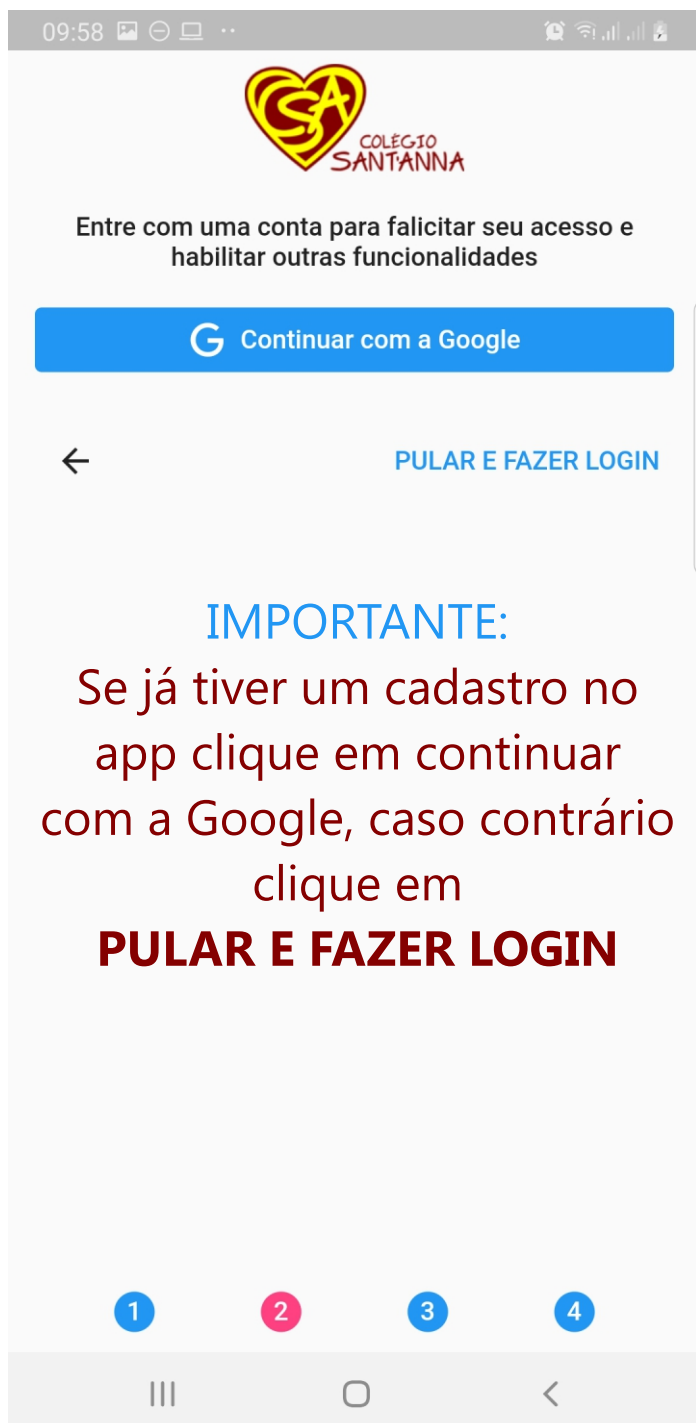 09:58
CSA
COLÉGIO
SANT'ANNA
Entre com uma conta para falicitar seu acesso e
habilitar outras funcionalidades
G Continuar com a Google
PULAR E FAZER LOGIN
IMPORTANTE:
Se já tiver um cadastro no
app clique em continuar
com a Google, caso contrário
clique em
PULAR E FAZER LOGIN
1 2 3 4